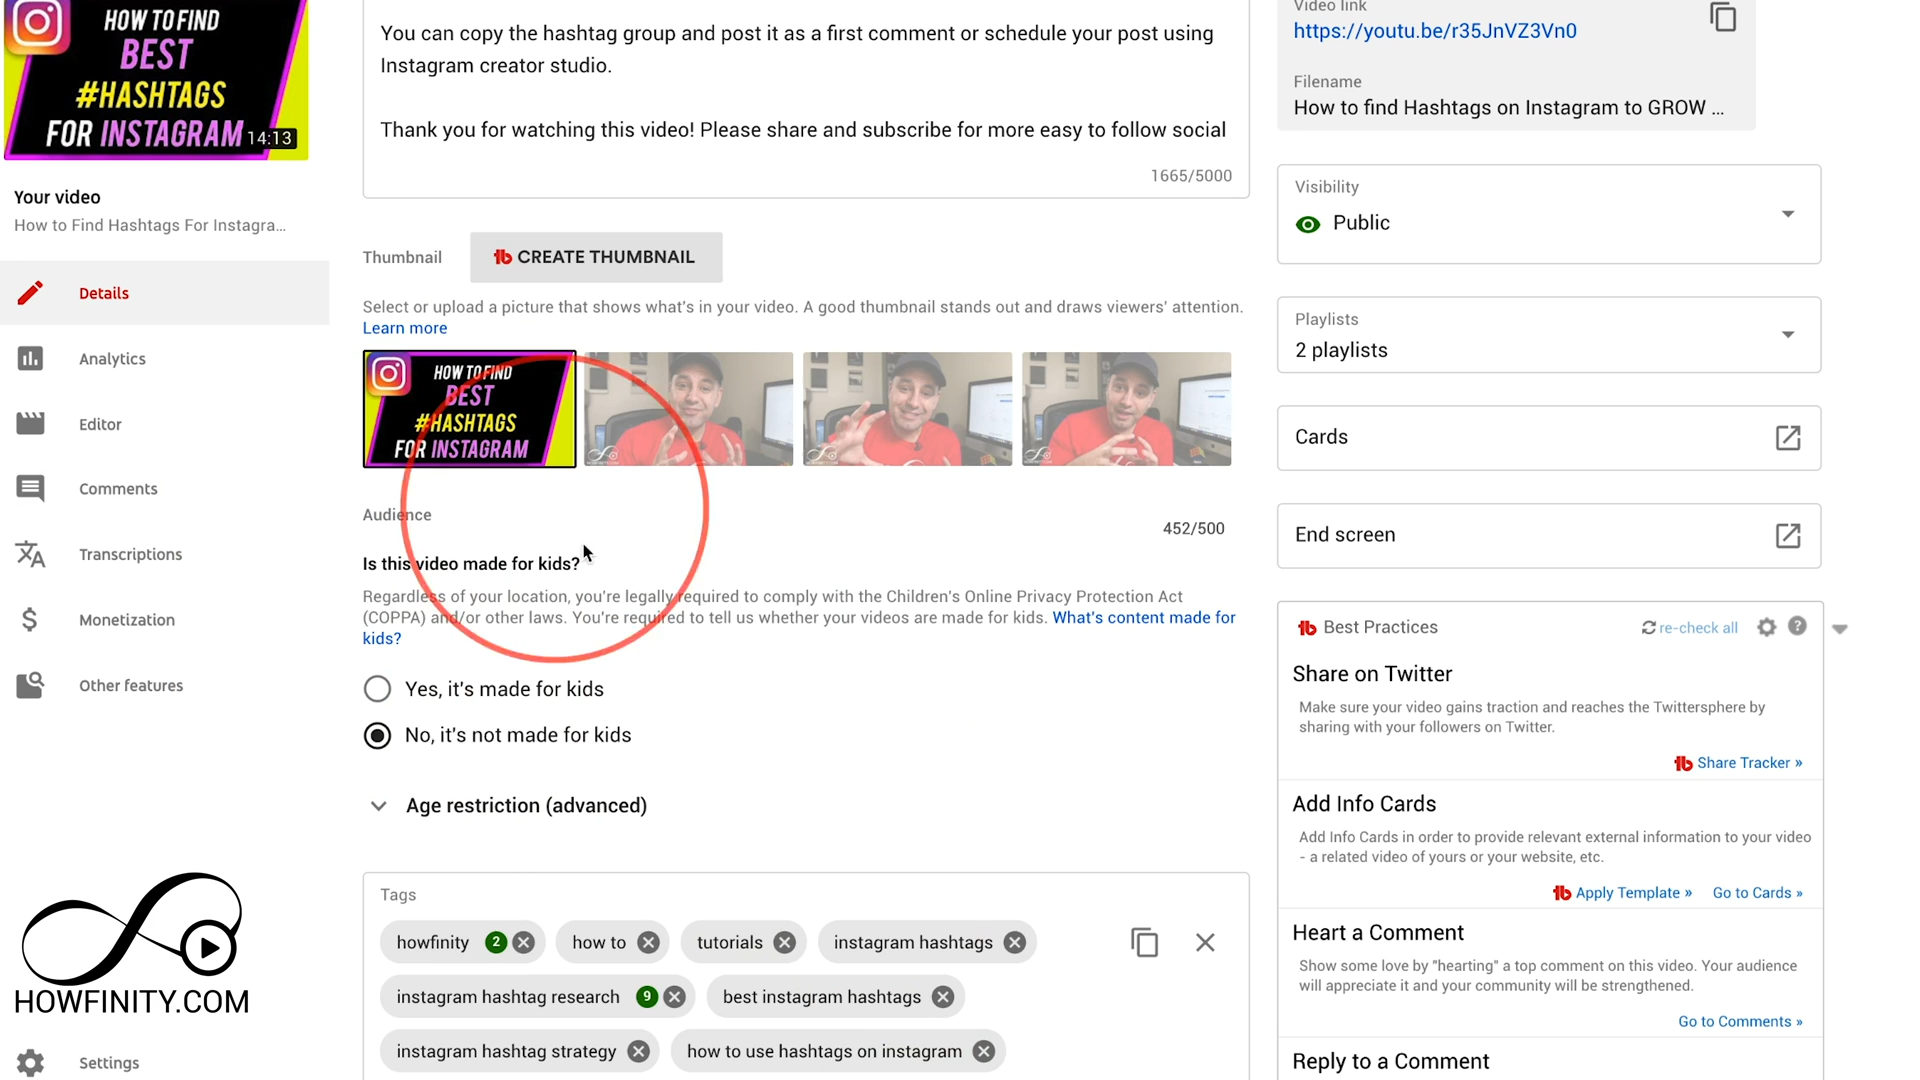 HOW TO FIND
BEST
#HASHTAGS
FOR INSTAGRAM
14:13
Your video
How to Find Hashtags For Instagra...
Details
Analytics
Editor
Comments
Transcriptions
Monetization
Other features
HOWFINITY.COM
Settings
You can copy the hashtag group and post it as a first comment or schedule your post using
Instagram creator studio.
Thank you for watching this video! Please share and subscribe for more easy to follow social
1665/5000
Thumbnail
CREATE THUMBNAIL
Select or upload a picture that shows what's in your video. A good thumbnail stands out and draws viewers' attention.
Learn more
HOW TO FIND
BEST
#HASHTAGS
FOR INSTAGRAM
Audience
452/500
Is this video made for kids?
Regardless of your location, you're legally required to comply with the Children's Online Privacy Protection Act
(COPPA) and/or other laws. You're required to tell us whether your videos are made for kids. What's content made for
kids?
Yes, it's made for kids
No, it's not made for kids
Age restriction (advanced)
Tags
howfinity 2
how to
tutorials
instagram hashtags
instagram hashtag research 9
best instagram hashtags
instagram hashtag strategy
how to use hashtags on instagram
Video link
https://youtu.be/r35JnVZ3Vn0
Filename
How to find Hashtags on Instagram to GROW ...
Visibility
Public
Playlists
2 playlists
Cards
End screen
Best Practices
re-check all
Share on Twitter
Make sure your video gains traction and reaches the Twittersphere by
sharing with your followers on Twitter.
Share Tracker »
Add Info Cards
Add Info Cards in order to provide relevant external information to your video
- a related video of yours or your website, etc.
Apply Template » Go to Cards »
Heart a Comment
Show some love by "hearting" a top comment on this video. Your audience
will appreciate it and your community will be strengthened.
Go to Comments »
Reply to a Comment